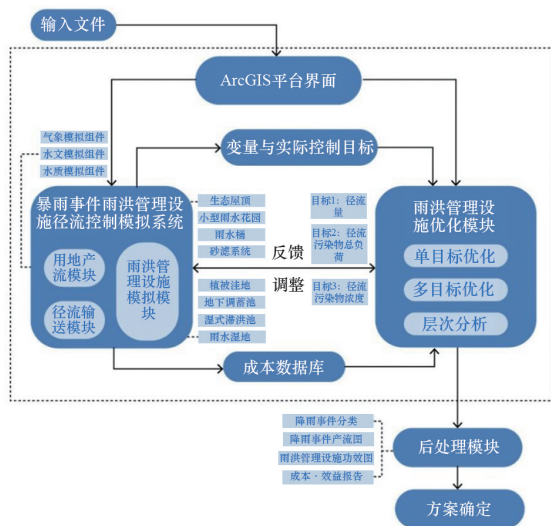 输入文件
ArcGIS平台界面
气象模拟组件
水文模拟组件
水质模拟组件
变量与实际控制目标
暴雨事件雨洪管理设
施径流控制模拟系统
用地产
流模块
径流输
送模块
雨洪管
理设施
模拟模
块
生态屋顶
小型雨水花园
雨水桶
砂滤系统
植被洼地
地下调蓄池
湿式滞洪池
雨水湿地
反馈
调整
目标1：径流
量
目标2：径流
污染物总负
荷
目标3：径流
污染物浓度
雨洪管理设
施优化模块
单目标优化
多目标优化
层次分析
成本数据库
降雨事件分类
降雨事件产流图
雨洪管理设施功效图
成本·效益报告
后处理模块
方案确定